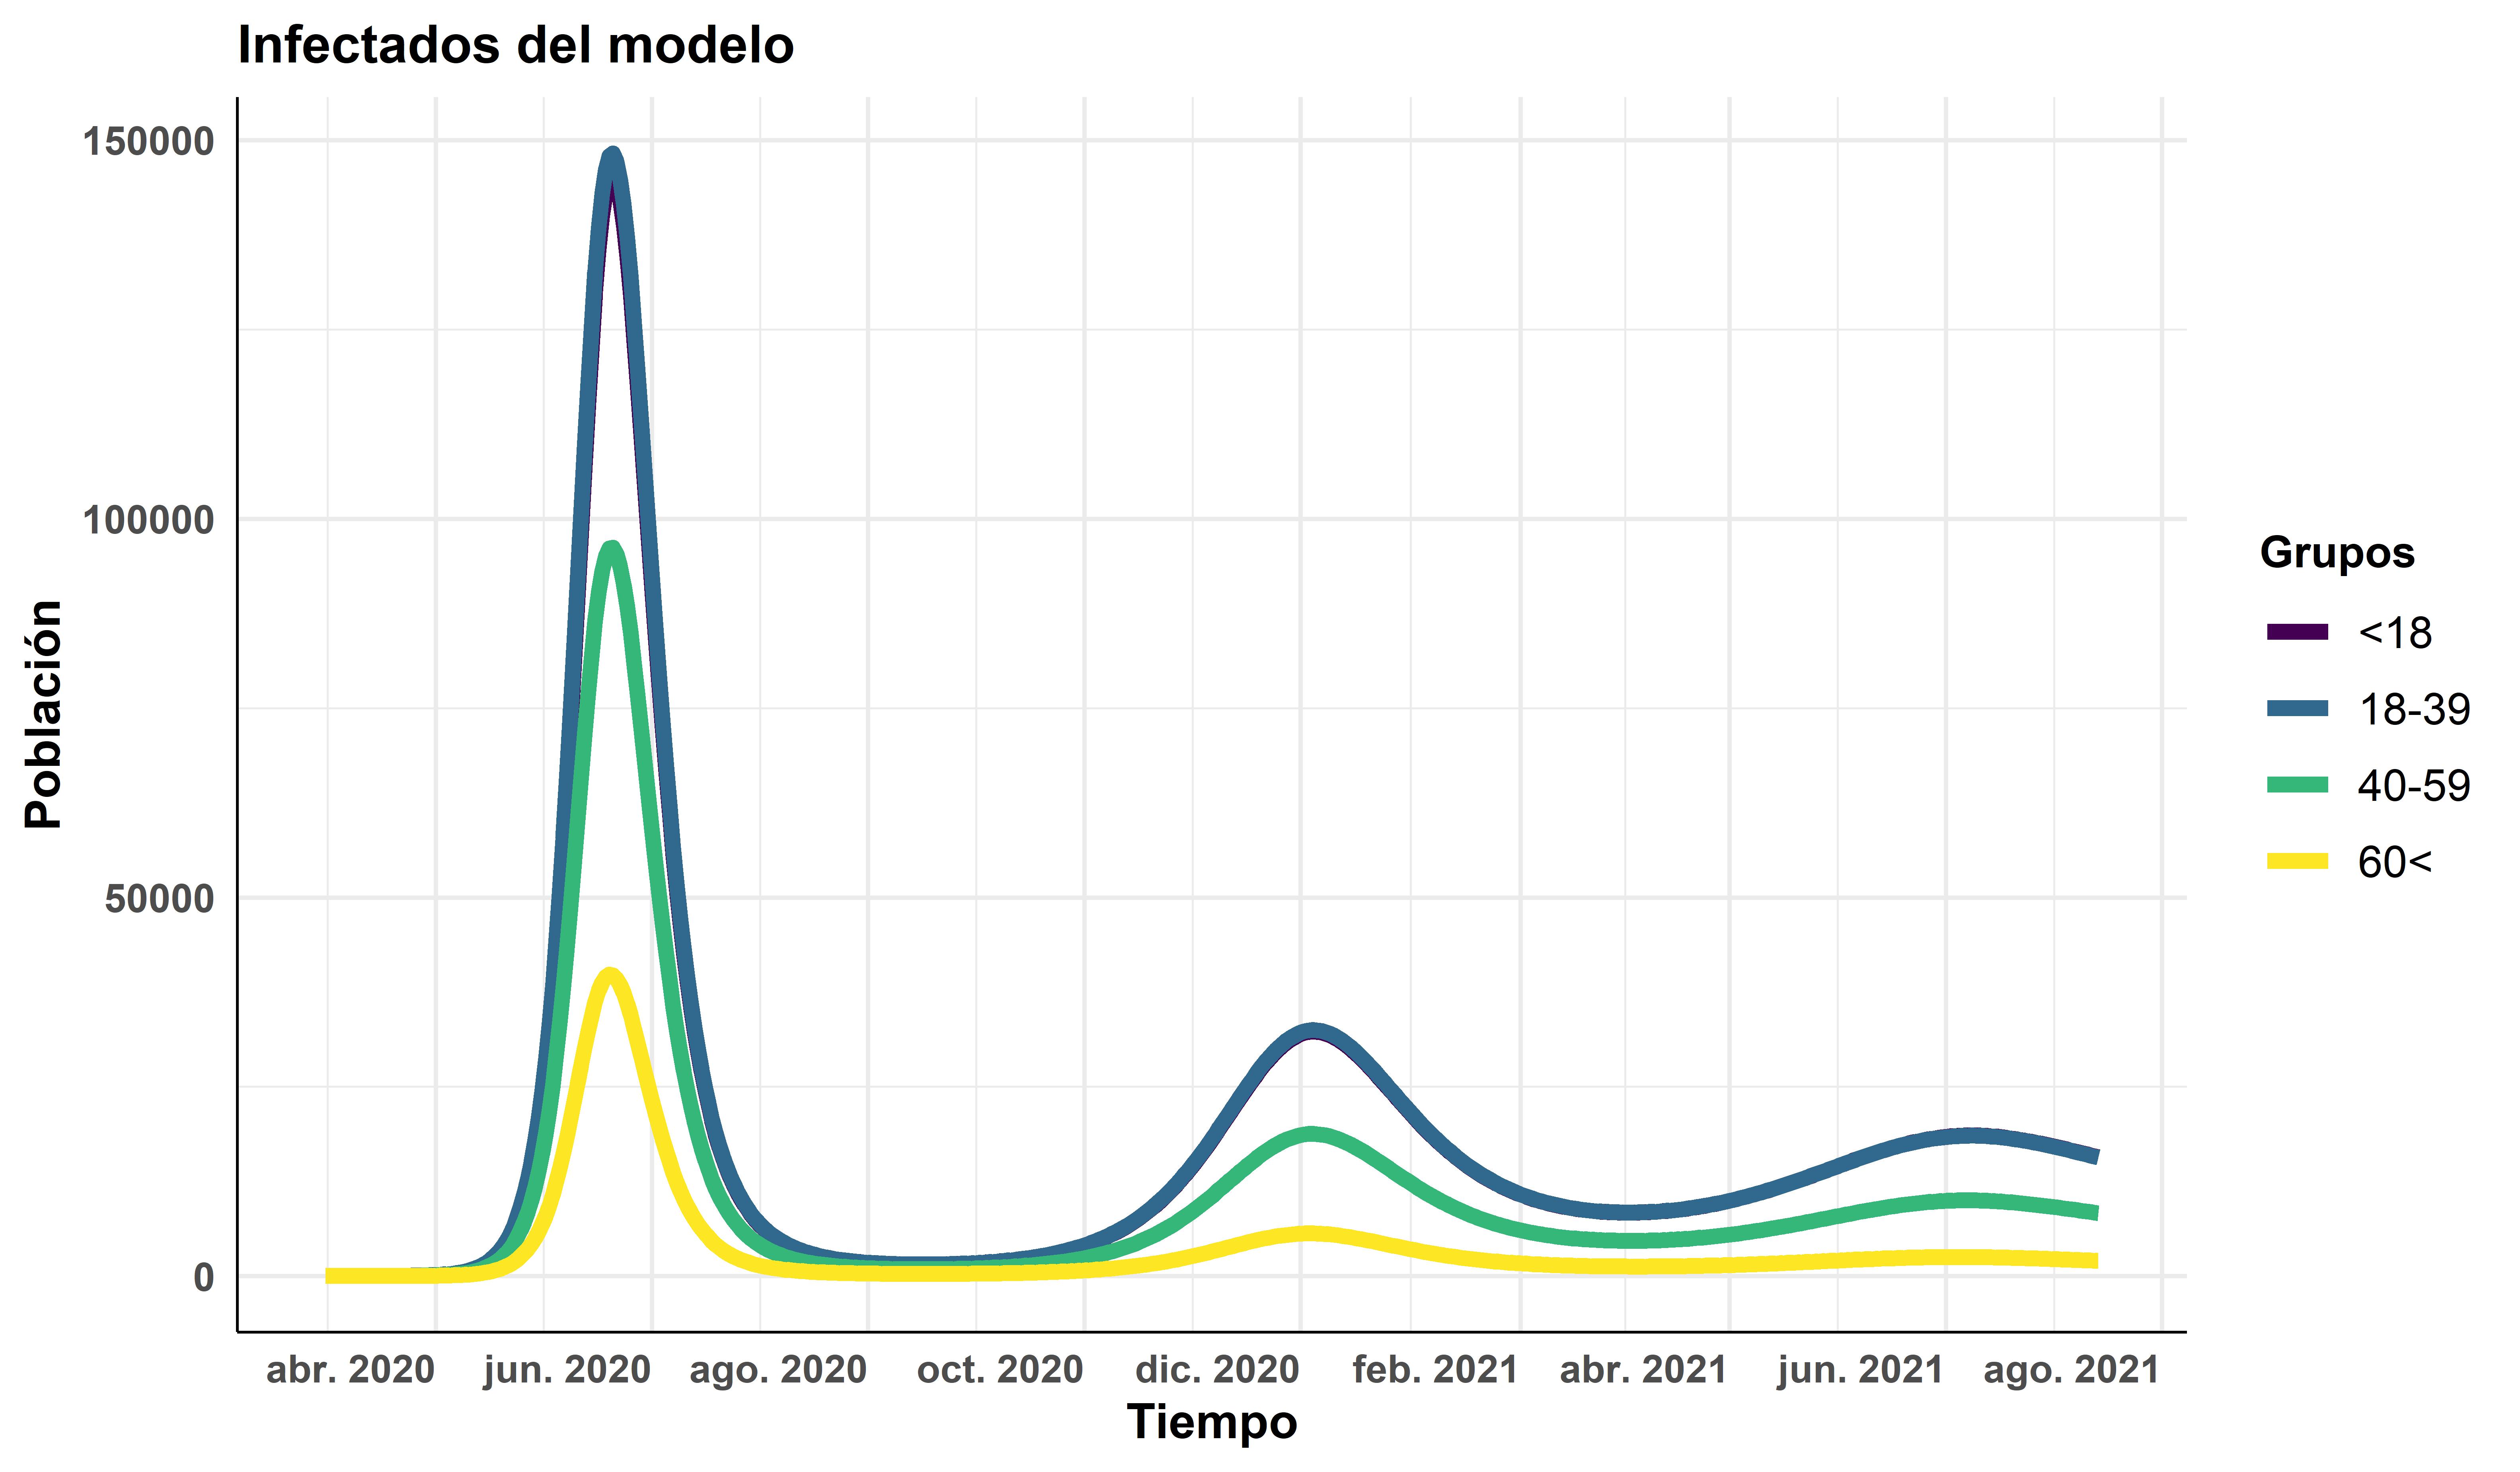 Infectados del modelo
150000
100000
50000
0
Población
abr. 2020 jun. 2020 ago. 2020 oct. 2020 dic. 2020 feb. 2021 abr. 2021 jun. 2021 ago. 2021
Tiempo
Grupos
<18
18-39
40-59
60<